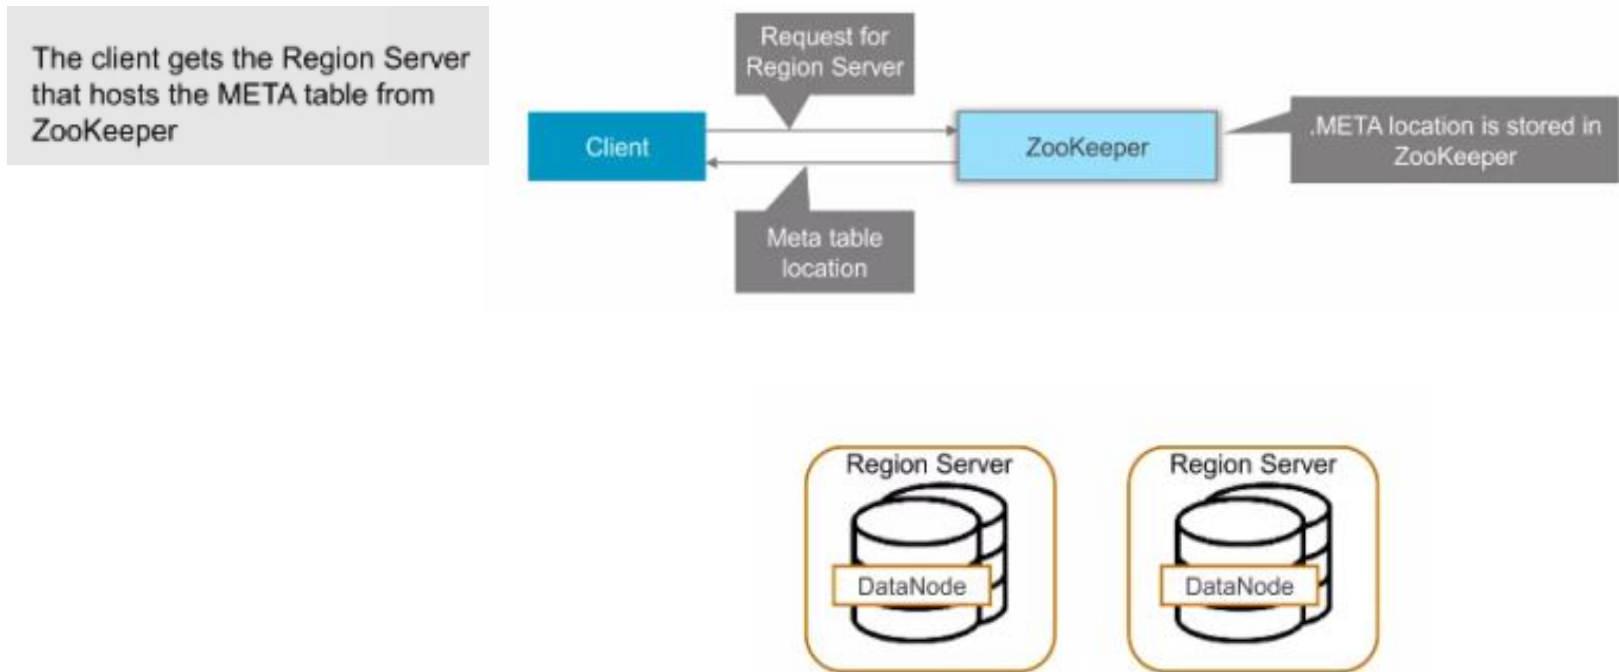 The client gets the Region Server
that hosts the META table from
ZooKeeper
Request for
Region Server
Client
ZooKeeper
.META location is stored in
ZooKeeper
Meta table
location
Region Server
DataNode
Region Server
DataNode